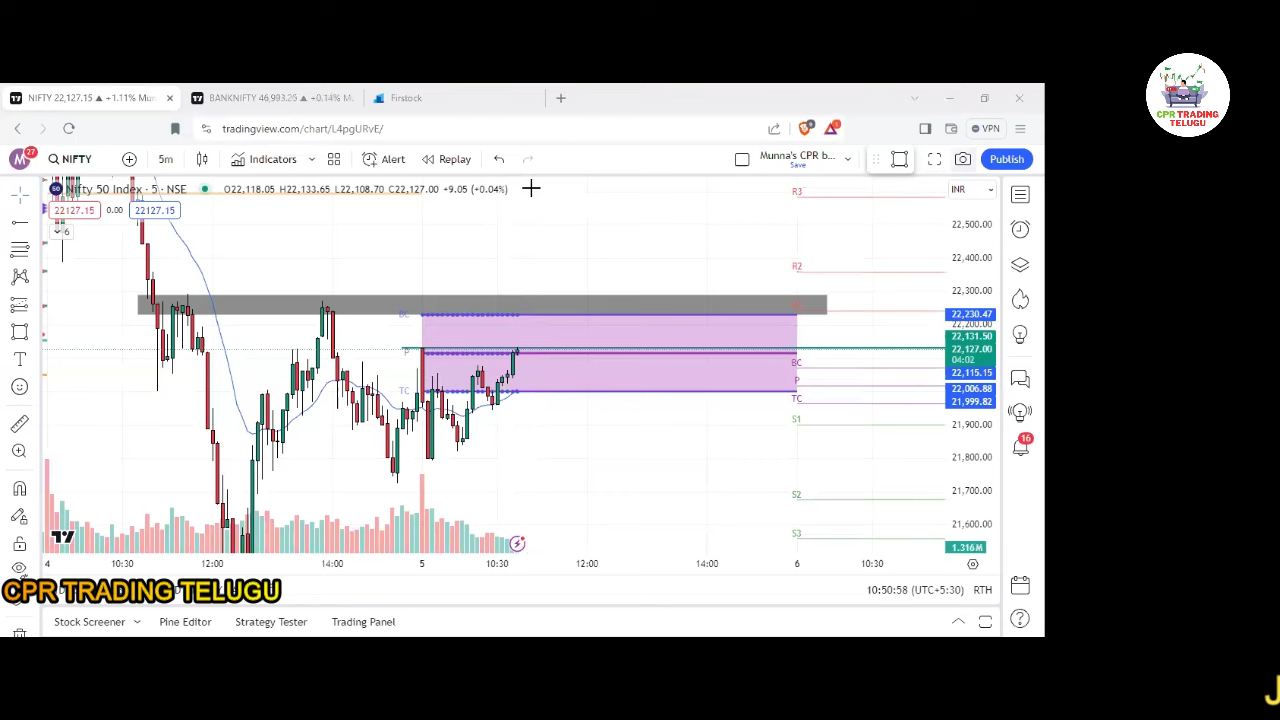 CPR TRADING
TELUGU
NIFTY 22,127.15 ▲ +1.11% Mun
BANKNIFTY 46,993.25 ▲ +0.14% M.
Firstock
tradingview.com/chart/L4pgURvE/
VPN
M 27
NIFTY
5m
Indicators
Alert
Replay
Munna's CPR b...
Save
Publish
50 Nifty 50 Index · 5 · NSE
O22,118.05 H22,133.65 L22,108.70 C22,127.00 +9.05 (+0.04%)
INR
22127.15 0.00 22127.15
6
R3
22,500.00
22,400.00
R2
22,300.00
BC
22,230.47
22,200.00
22,131.50
P
22,127.00
04:02
BC
22,115.15
P
TC
22,006.88
TC
21,999.82
S1
21,900.00
21,800.00
S2
21,700.00
21,600.00
S3
1.316M
16
4 10:30 12:00 14:00 5 10:30 12:00 14:00 6 10:30
CPR TRADING TELUGU
10:50:58 (UTC+5:30) RTH
Stock Screener Pine Editor Strategy Tester Trading Panel
J